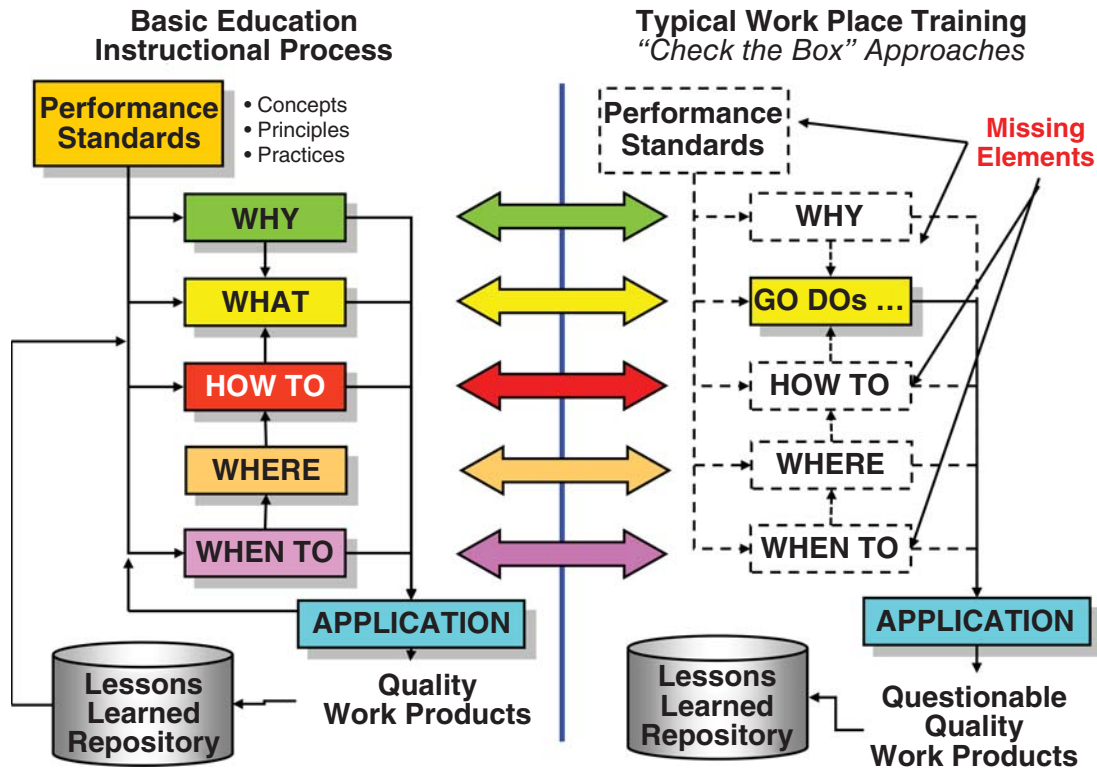 Basic Education
Instructional Process
Performance
Standards
• Concepts
• Principles
• Practices
WHY
WHAT
HOW TO
WHERE
WHEN TO
APPLICATION
Quality
Work Products
Lessons
Learned
Repository
Typical Work Place Training
“Check the Box” Approaches
Performance
Standards
Missing
Elements
WHY
GO DOs ...
HOW TO
WHERE
WHEN TO
APPLICATION
Questionable
Quality
Work Products
Lessons
Learned
Repository